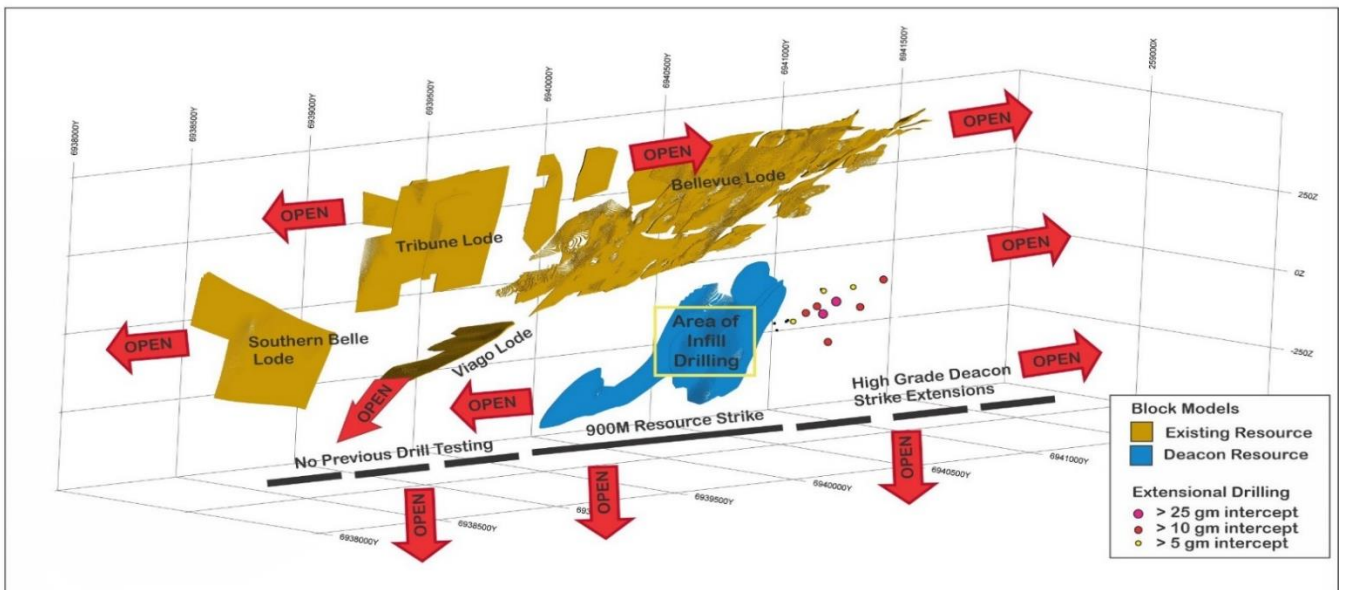 6938000Y
6938500Y
6939000Y
6939500Y
6940000Y
6940500Y
6941000Y
6941500Y
25900X
250Z
0Z
-250Z
OPEN
OPEN
OPEN
Bellevue Lode
Tribune Lode
OPEN
OPEN
Southern Belle
Lode
Viago Lode
OPEN
Area of
Infill
Drilling
OPEN
OPEN
High Grade Deacon
Strike Extensions
900M Resource Strike
No Previous Drill Testing
OPEN
OPEN
OPEN
6938000Y
6938500Y
6939500Y
6940000Y
6940500Y
6941000Y
Block Models
Existing Resource
Deacon Resource
Extensional Drilling
> 25 gm intercept
> 10 gm intercept
> 5 gm intercept